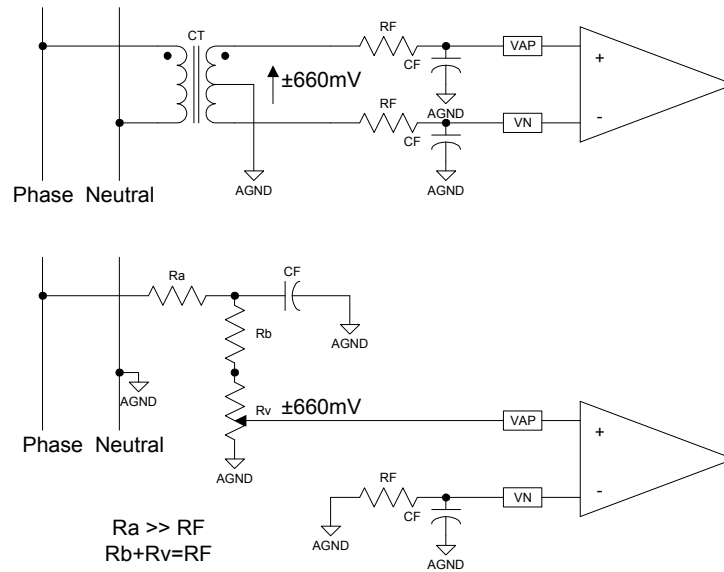 CT
RF
CF
VAP
+
±660mV
AGND
RF
CF
VN
-
AGND
AGND
Phase Neutral
Ra
CF
AGND
Rb
AGND
Rv
±660mV
VAP
+
Phase Neutral
AGND
RF
CF
VN
-
AGND
AGND
Ra >> RF
Rb+Rv=RF